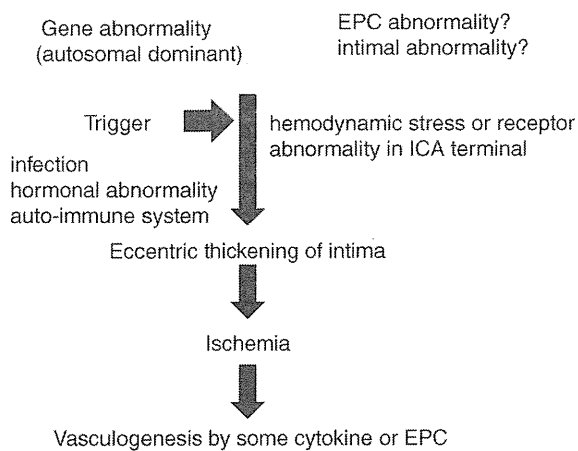 Gene abnormality
(autosomal dominant)
EPC abnormality?
intimal abnormality?
Trigger
hemodynamic stress or receptor
abnormality in ICA terminal
infection
hormonal abnormality
auto-immune system
Eccentric thickening of intima
Ischemia
Vasculogenesis by some cytokine or EPC